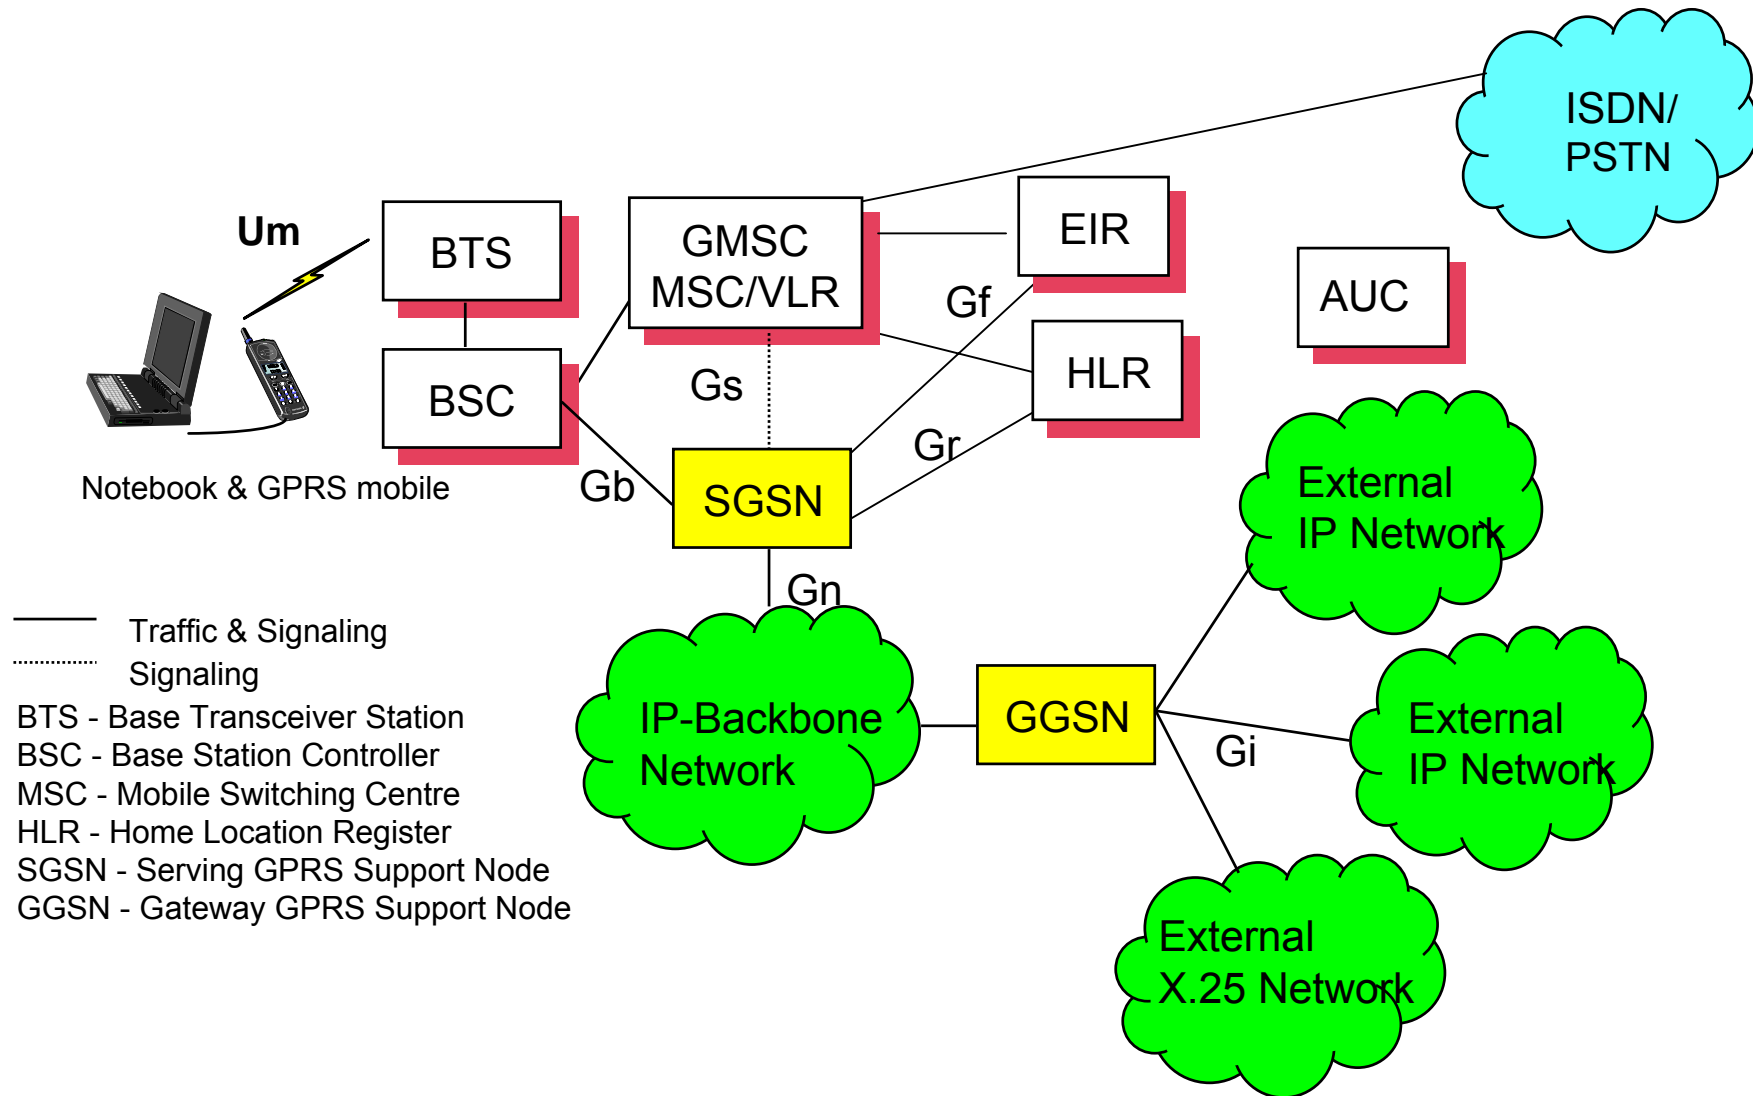 ISDN/
PSTN
Um
BTS
GMSC
MSC/VLR
EIR
AUC
Gf
HLR
BSC
Gs
Gr
Notebook & GPRS mobile
Gb
SGSN
External
IP Network
Gn
Traffic & Signaling
Signaling
BTS - Base Transceiver Station
BSC - Base Station Controller
MSC - Mobile Switching Centre
HLR - Home Location Register
SGSN - Serving GPRS Support Node
GGSN - Gateway GPRS Support Node
IP-Backbone
Network
GGSN
Gi
External
IP Network
External
X.25 Network